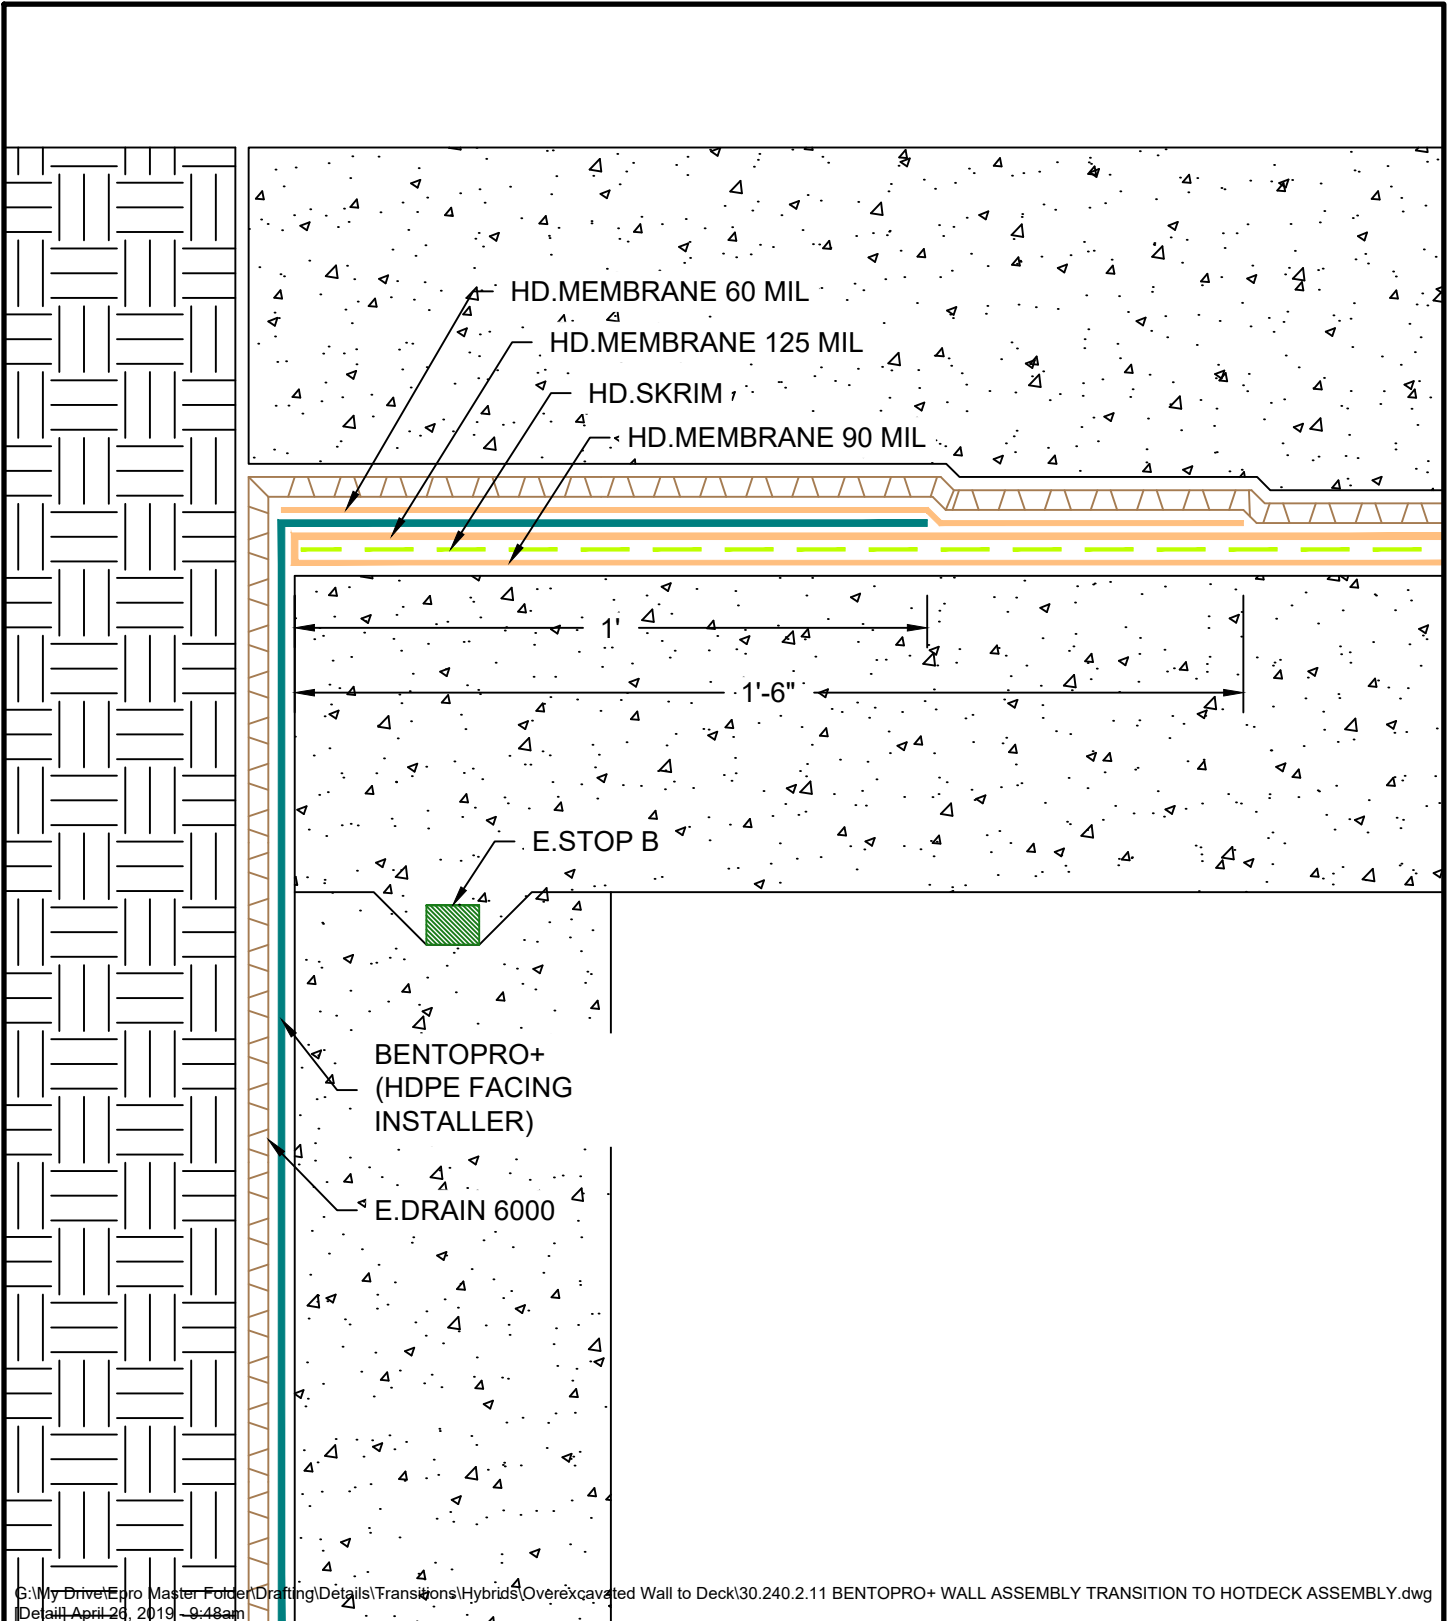 HD.MEMBRANE 60 MIL
HD.MEMBRANE 125 MIL
HD.SKRIM
HD.MEMBRANE 90 MIL
1'
1'-6"
E.STOP B
BENTOPRO+
(HDPE FACING
INSTALLER)
E.DRAIN 6000
G:\My Drive\Epro Master Folder\Drafting\Details\Transitions\Hybrids\Overexcavated Wall to Deck\30.240.2.11 BENTOPRO+ WALL ASSEMBLY TRANSITION TO HOTDECK ASSEMBLY.dwg
[Detail] April 26, 2019 - 9:48am